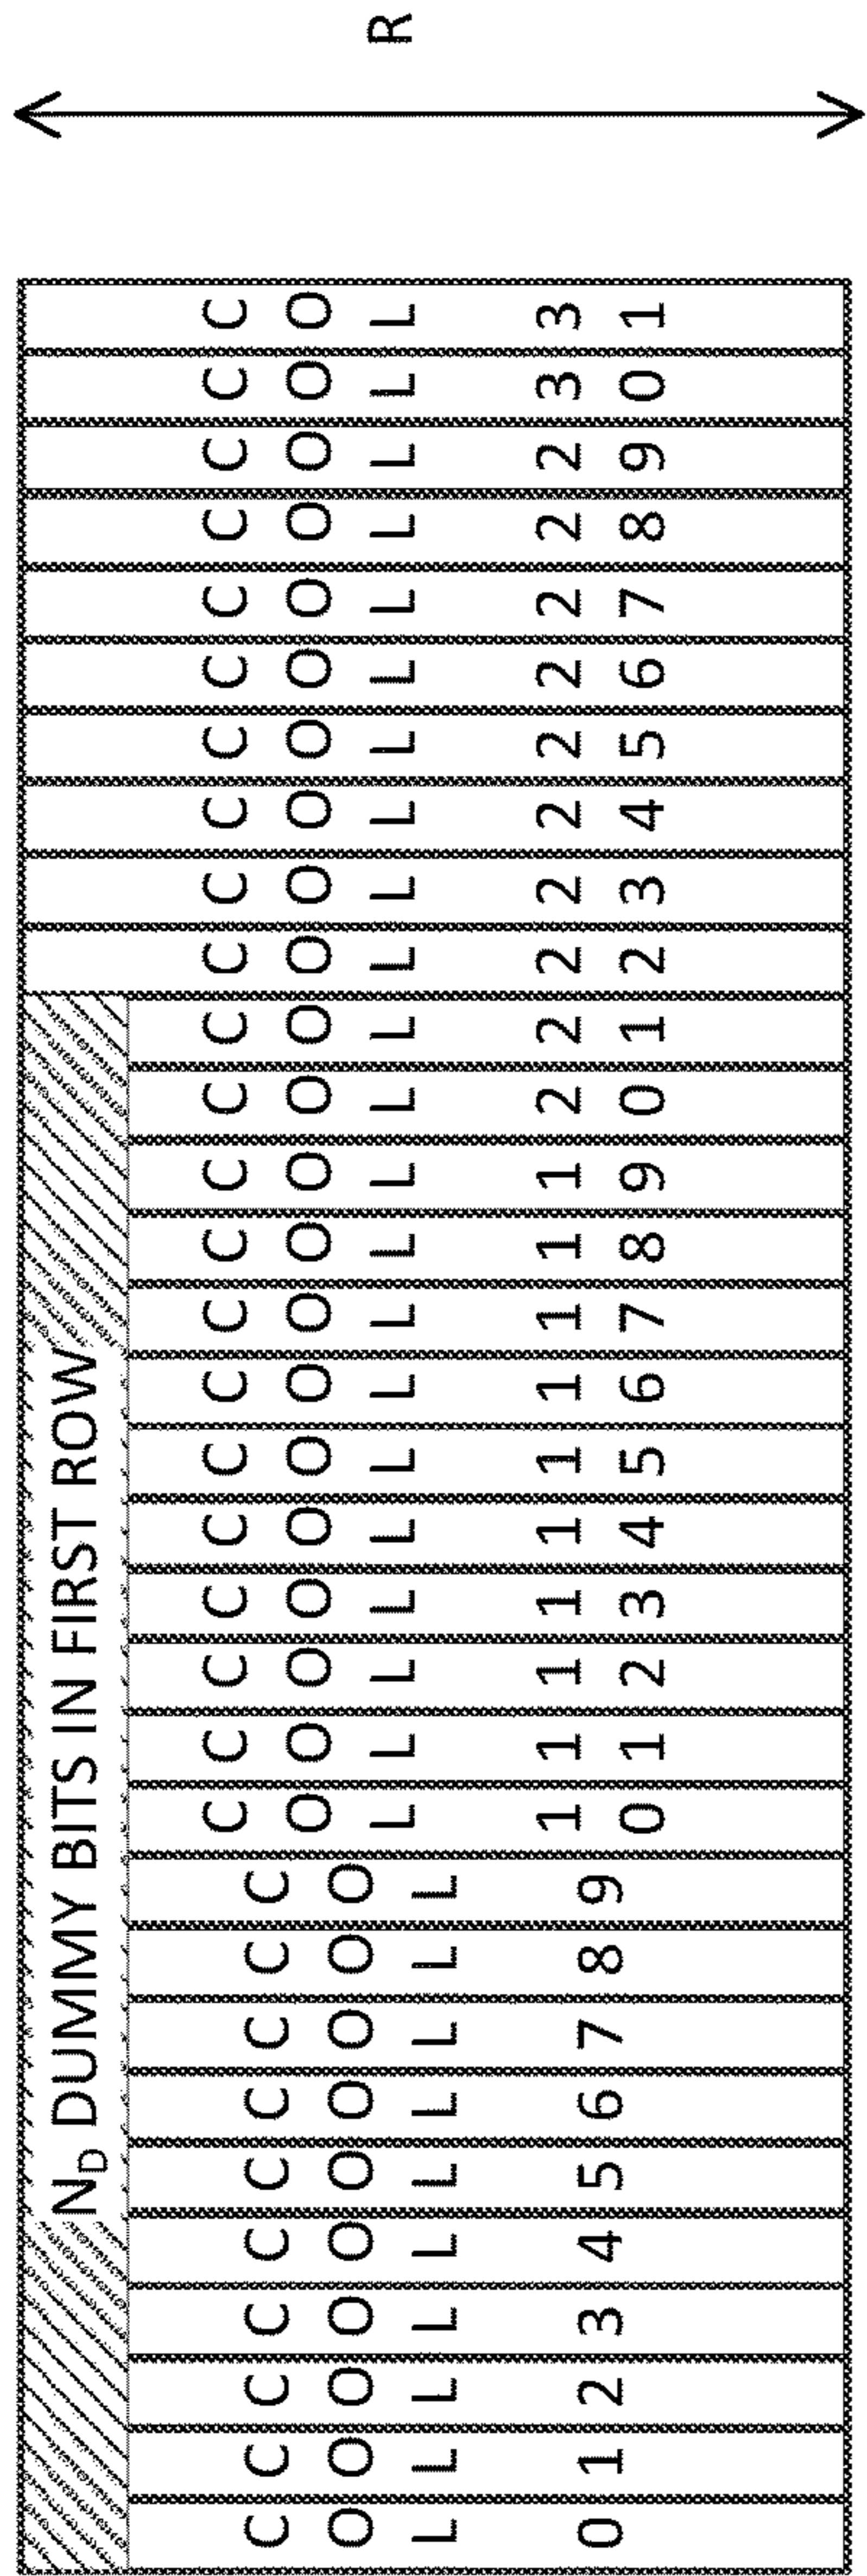 N_D DUMMY BITS IN FIRST ROW
COL 0
COL 1
COL 2
COL 3
COL 4
COL 5
COL 6
COL 7
COL 8
COL 9
COL 10
COL 11
COL 12
COL 13
COL 14
COL 15
COL 16
COL 17
COL 18
COL 19
COL 20
COL 21
COL 22
COL 23
COL 24
COL 25
COL 26
COL 27
COL 28
COL 29
COL 30
COL 31
R